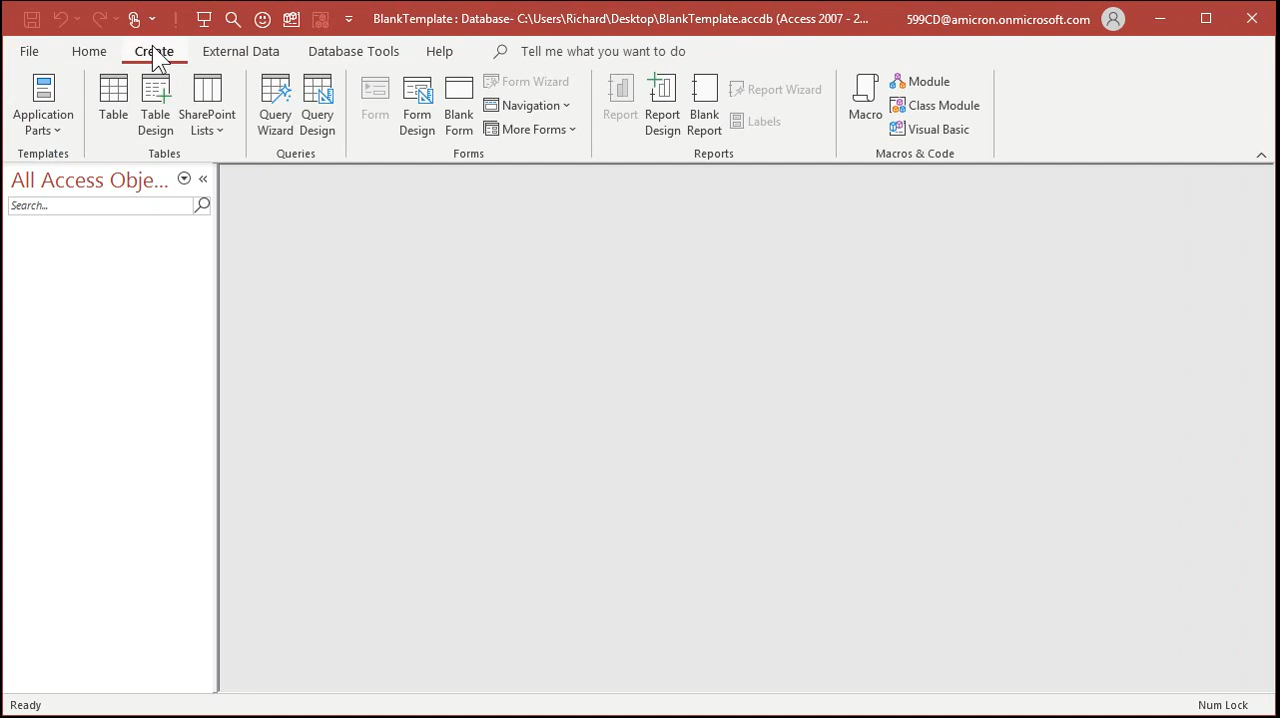 BlankTemplate : Database- C:\Users\Richard\Desktop\BlankTemplate.accdb (Access 2007 - 2...
599CD@amicron.onmicrosoft.com
File Home Create External Data Database Tools Help Tell me what you want to do
Application Parts
Templates
Table
Table Design
SharePoint Lists
Tables
Query Wizard
Query Design
Queries
Form
Form Design
Blank Form
Form Wizard
Navigation
More Forms
Forms
Report
Report Design
Blank Report
Report Wizard
Labels
Reports
Macro
Module
Class Module
Visual Basic
Macros & Code
All Access Obje...
Search...
Ready
Num Lock